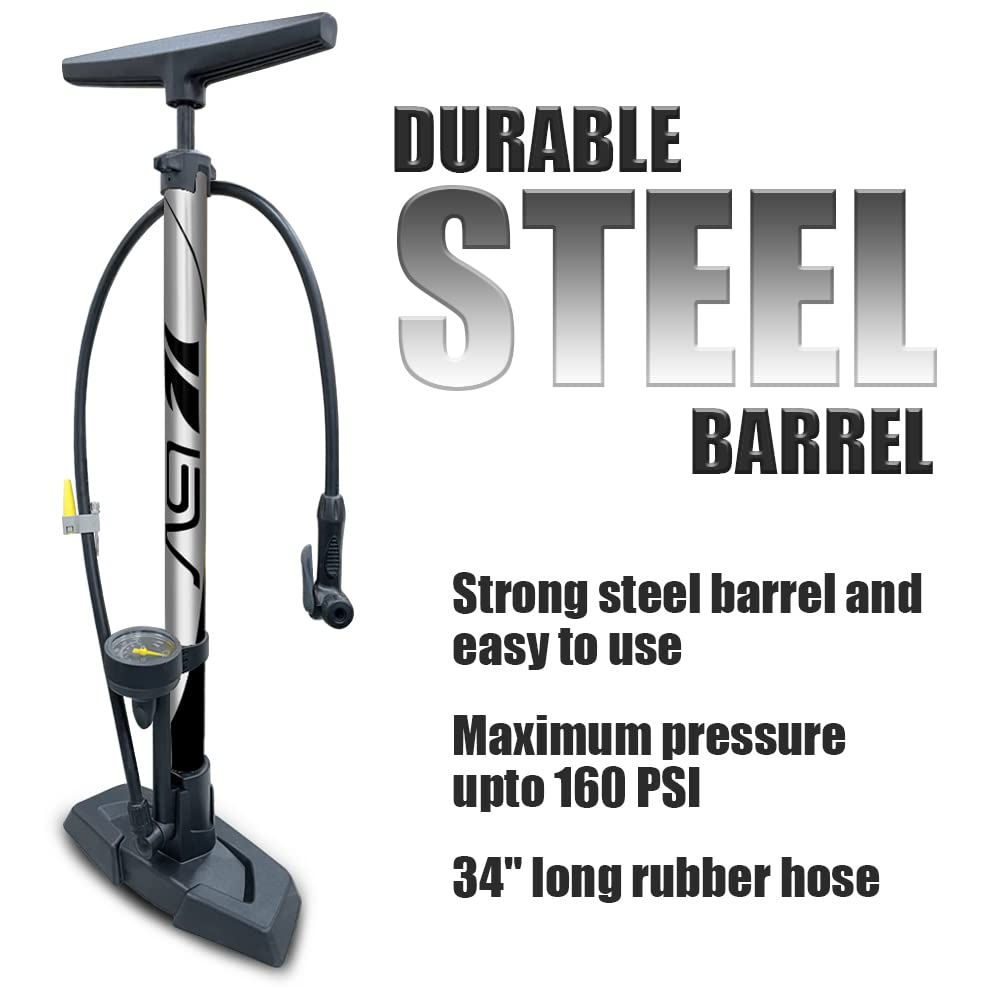 DURABLE
STEEL
BARREL
Strong steel barrel and
easy to use
Maximum pressure
upto 160 PSI
34" long rubber hose